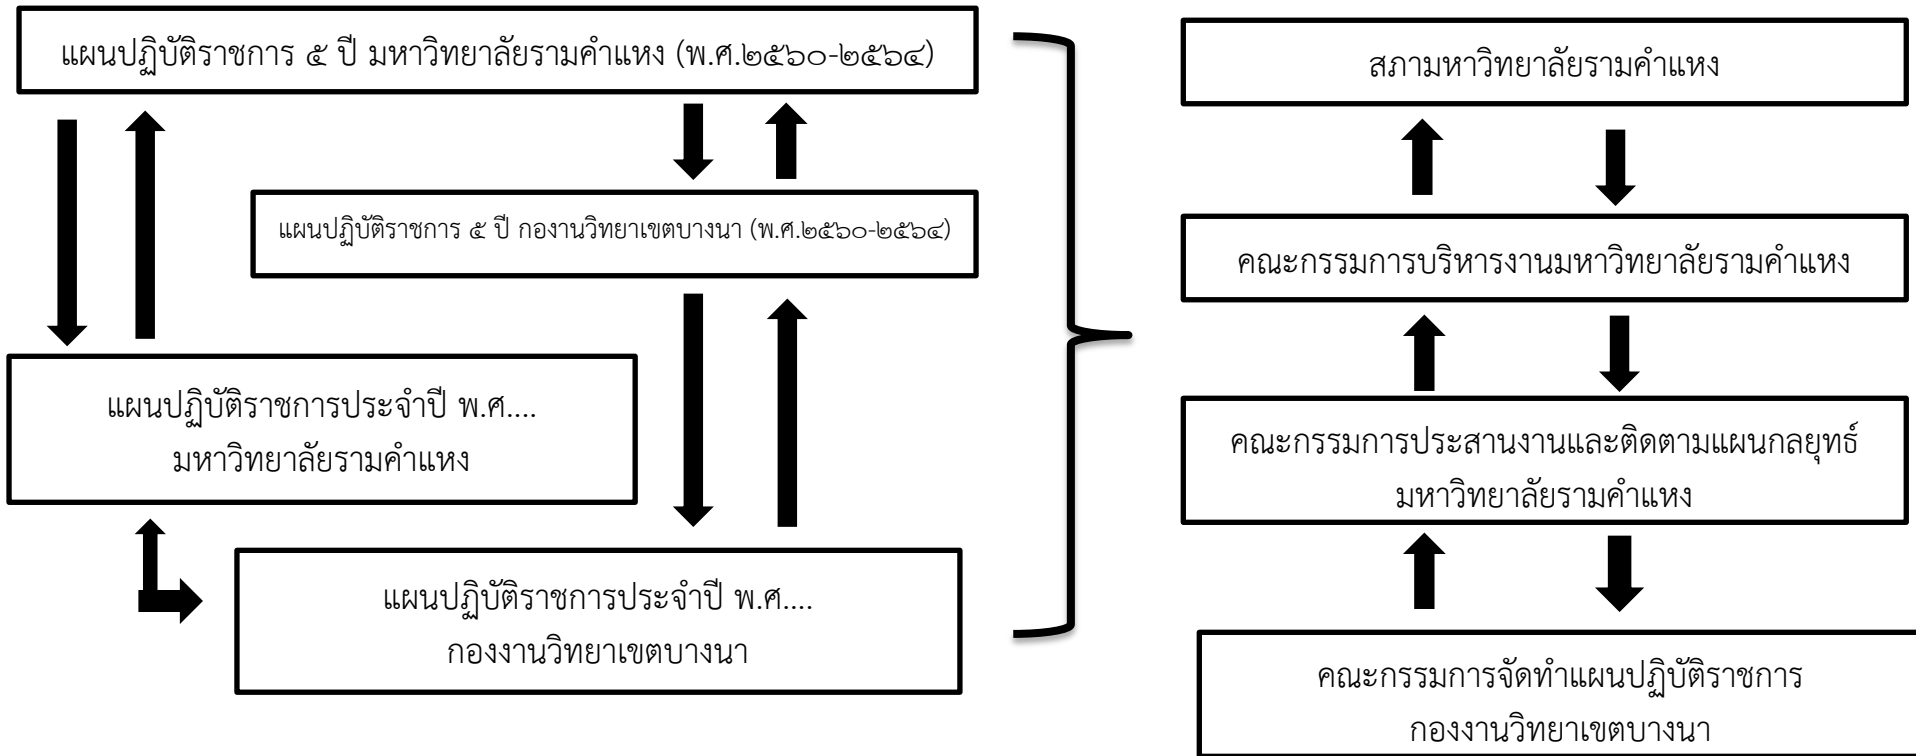 แผนปฏิบัติราชการ ๕ ปี มหาวิทยาลัยรามคำแหง (พ.ศ.๒๕๖๐-๒๕๖๔)
แผนปฏิบัติราชการ ๕ ปี กองานวิทยาเขตบางนา (พ.ศ.๒๕๖๐-๒๕๖๔)
แผนปฏิบัติราชการประจำปี พ.ศ....
มหาวิทยาลัยรามคำแหง
แผนปฏิบัติราชการประจำปี พ.ศ....
กองงานวิทยาเขตบางนา
สภามหาวิทยาลัยรามคำแหง
คณะกรรมการบริหารงานมหาวิทยาลัยรามคำแหง
คณะกรรมการประสานงานและติดตามแผนกลยุทธ์
มหาวิทยาลัยรามคำแหง
คณะกรรมการจัดทำแผนปฏิบัติราชการ
กองงานวิทยาเขตบางนา